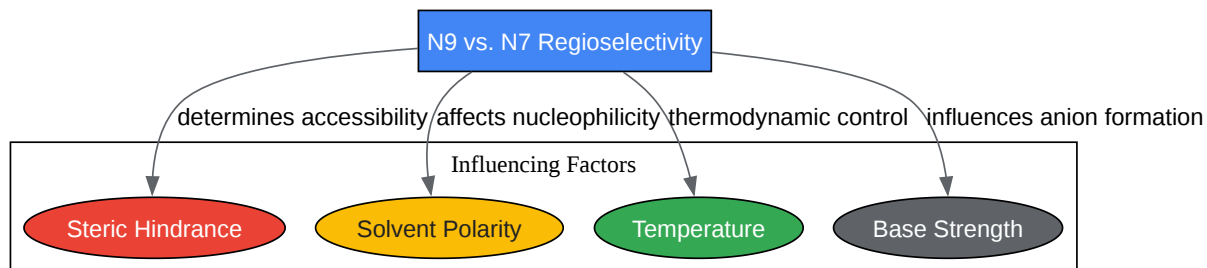 N9 vs. N7 Regioselectivity
determines accessibility
affects nucleophilicity
thermodynamic control
influences anion formation
Influencing Factors
Steric Hindrance
Solvent Polarity
Temperature
Base Strength